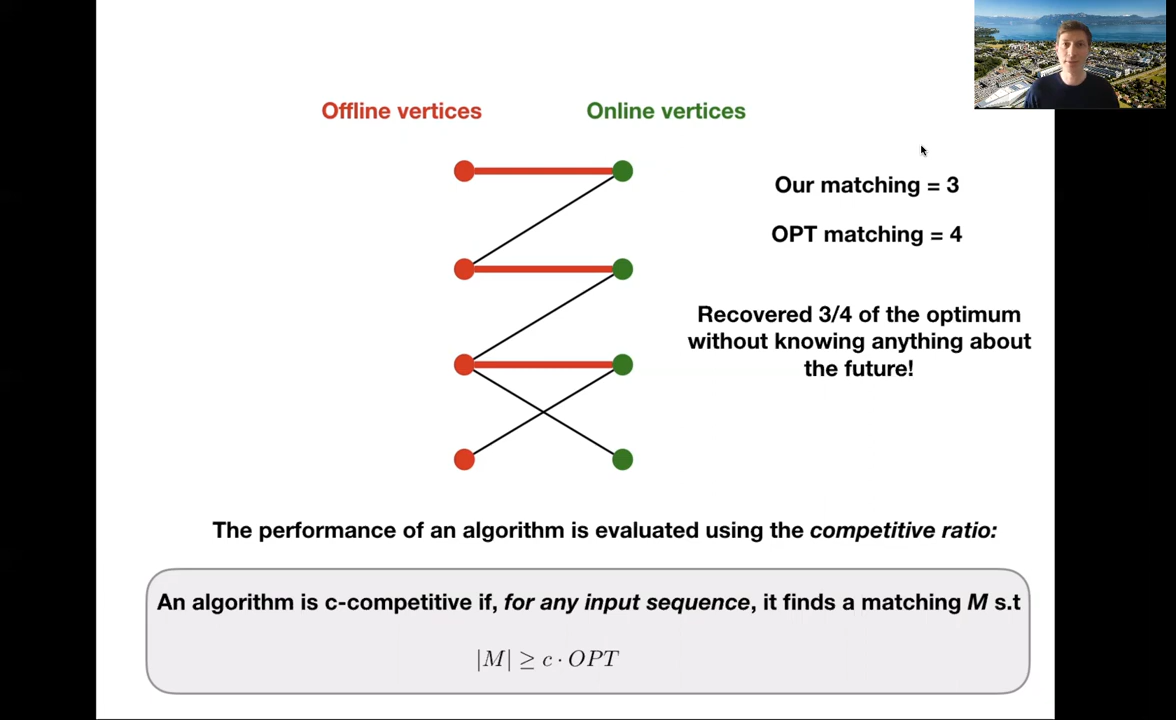 Offline vertices
Online vertices
Our matching = 3
OPT matching = 4
Recovered 3/4 of the optimum
without knowing anything about
the future!
The performance of an algorithm is evaluated using the competitive ratio:
An algorithm is c-competitive if, for any input sequence, it finds a matching M s.t
|M| ≥ c · OPT